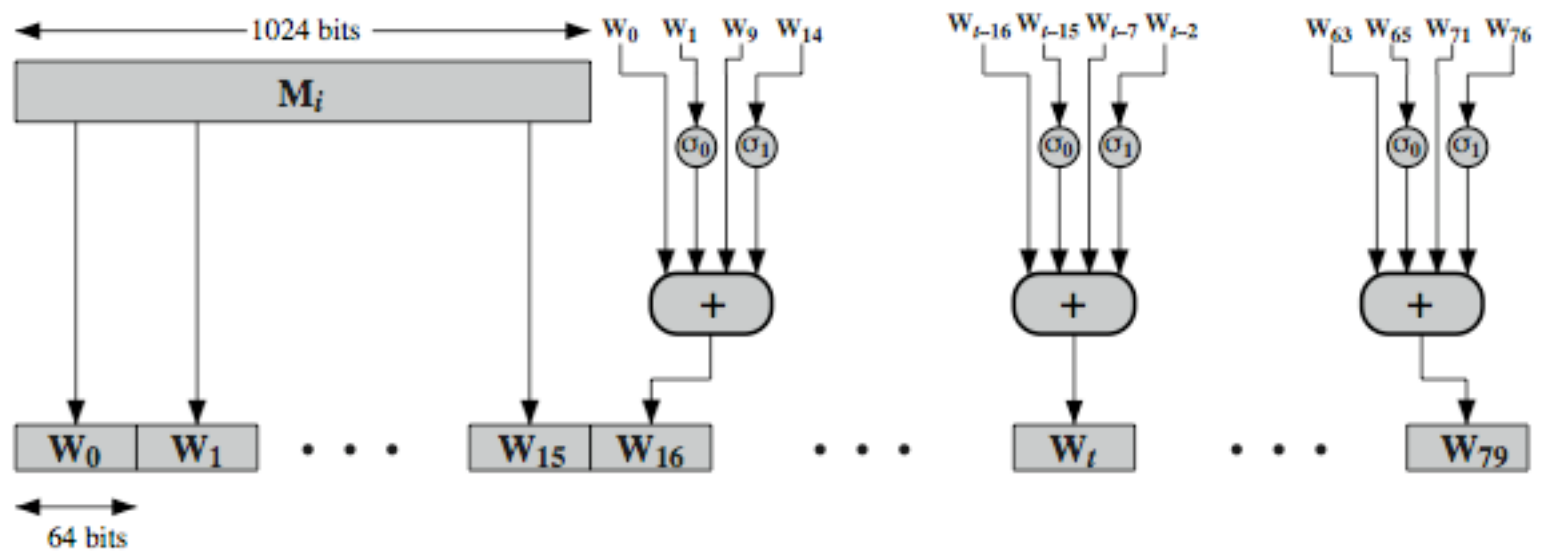 1024 bits
W₀ W₁ W₉ W₁₄
Wₜ₋₁₆ Wₜ₋₁₅ Wₜ₋₇ Wₜ₋₂
W₆₃ W₆₅ W₇₁ W₇₆
Mᵢ
σ₀ σ₁
σ₀ σ₁
σ₀ σ₁
+ + +
W₀ W₁ • • • W₁₅ W₁₆ • • • Wₜ • • • W₇₉
64 bits